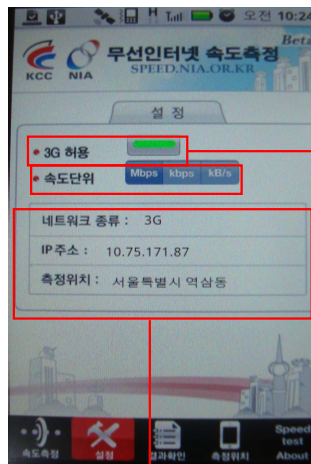 오전 10:24
KCC
NIA
무선인터넷 속도측정
Beta
SPEED.NIA.OR.KR
설 정
3G 허용
속도단위
Mbps kbps kB/s
네트워크 종류 : 3G
IP주소 : 10.75.171.87
측정위치 : 서울특별시 역삼동
속도측정
설정
결과확인
측정위치
Speed
test
About